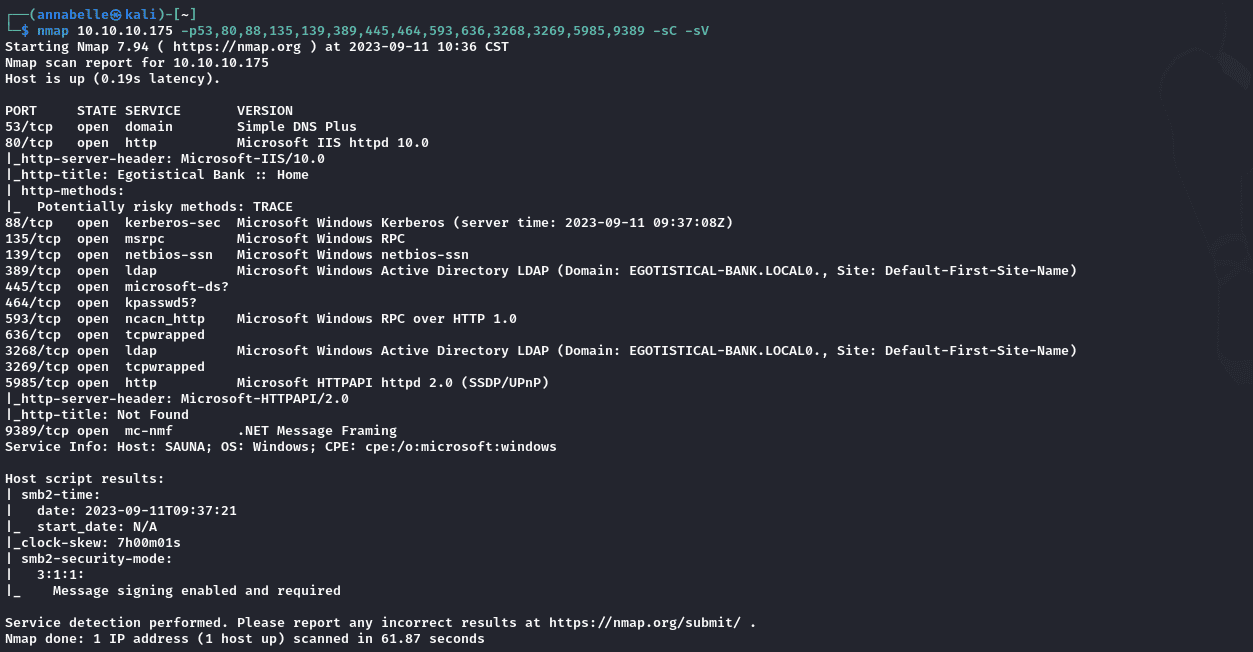 ┌──(annabelle㉿kali)-[~]
└─$ nmap 10.10.10.175 -p53,80,88,135,139,389,445,464,593,636,3268,3269,5985,9389 -sC -sV
Starting Nmap 7.94 ( https://nmap.org ) at 2023-09-11 10:36 CST
Nmap scan report for 10.10.10.175
Host is up (0.19s latency).

PORT     STATE SERVICE       VERSION
53/tcp   open  domain        Simple DNS Plus
80/tcp   open  http          Microsoft IIS httpd 10.0
|_http-server-header: Microsoft-IIS/10.0
|_http-title: Egotistical Bank :: Home
| http-methods:
|_  Potentially risky methods: TRACE
88/tcp   open  kerberos-sec  Microsoft Windows Kerberos (server time: 2023-09-11 09:37:08Z)
135/tcp  open  msrpc         Microsoft Windows RPC
139/tcp  open  netbios-ssn   Microsoft Windows netbios-ssn
389/tcp  open  ldap          Microsoft Windows Active Directory LDAP (Domain: EGOTISTICAL-BANK.LOCAL0., Site: Default-First-Site-Name)
445/tcp  open  microsoft-ds?
464/tcp  open  kpasswd5?
593/tcp  open  ncacn_http    Microsoft Windows RPC over HTTP 1.0
636/tcp  open  tcpwrapped
3268/tcp open  ldap          Microsoft Windows Active Directory LDAP (Domain: EGOTISTICAL-BANK.LOCAL0., Site: Default-First-Site-Name)
3269/tcp open  tcpwrapped
5985/tcp open  http          Microsoft HTTPAPI httpd 2.0 (SSDP/UPnP)
|_http-server-header: Microsoft-HTTPAPI/2.0
|_http-title: Not Found
9389/tcp open  mc-nmf        .NET Message Framing
Service Info: Host: SAUNA; OS: Windows; CPE: cpe:/o:microsoft:windows

Host script results:
| smb2-time:
|   date: 2023-09-11T09:37:21
|_  start_date: N/A
|_clock-skew: 7h00m01s
| smb2-security-mode:
|   3:1:1:
|_    Message signing enabled and required

Service detection performed. Please report any incorrect results at https://nmap.org/submit/ .
Nmap done: 1 IP address (1 host up) scanned in 61.87 seconds